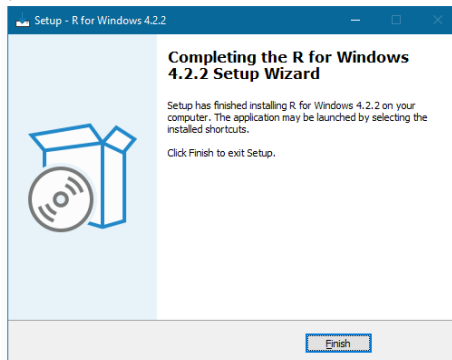 Setup - R for Windows 4.2.2
Completing the R for Windows
4.2.2 Setup Wizard
Setup has finished installing R for Windows 4.2.2 on your
computer. The application may be launched by selecting the
installed shortcuts.
Click Finish to exit Setup.
Finish